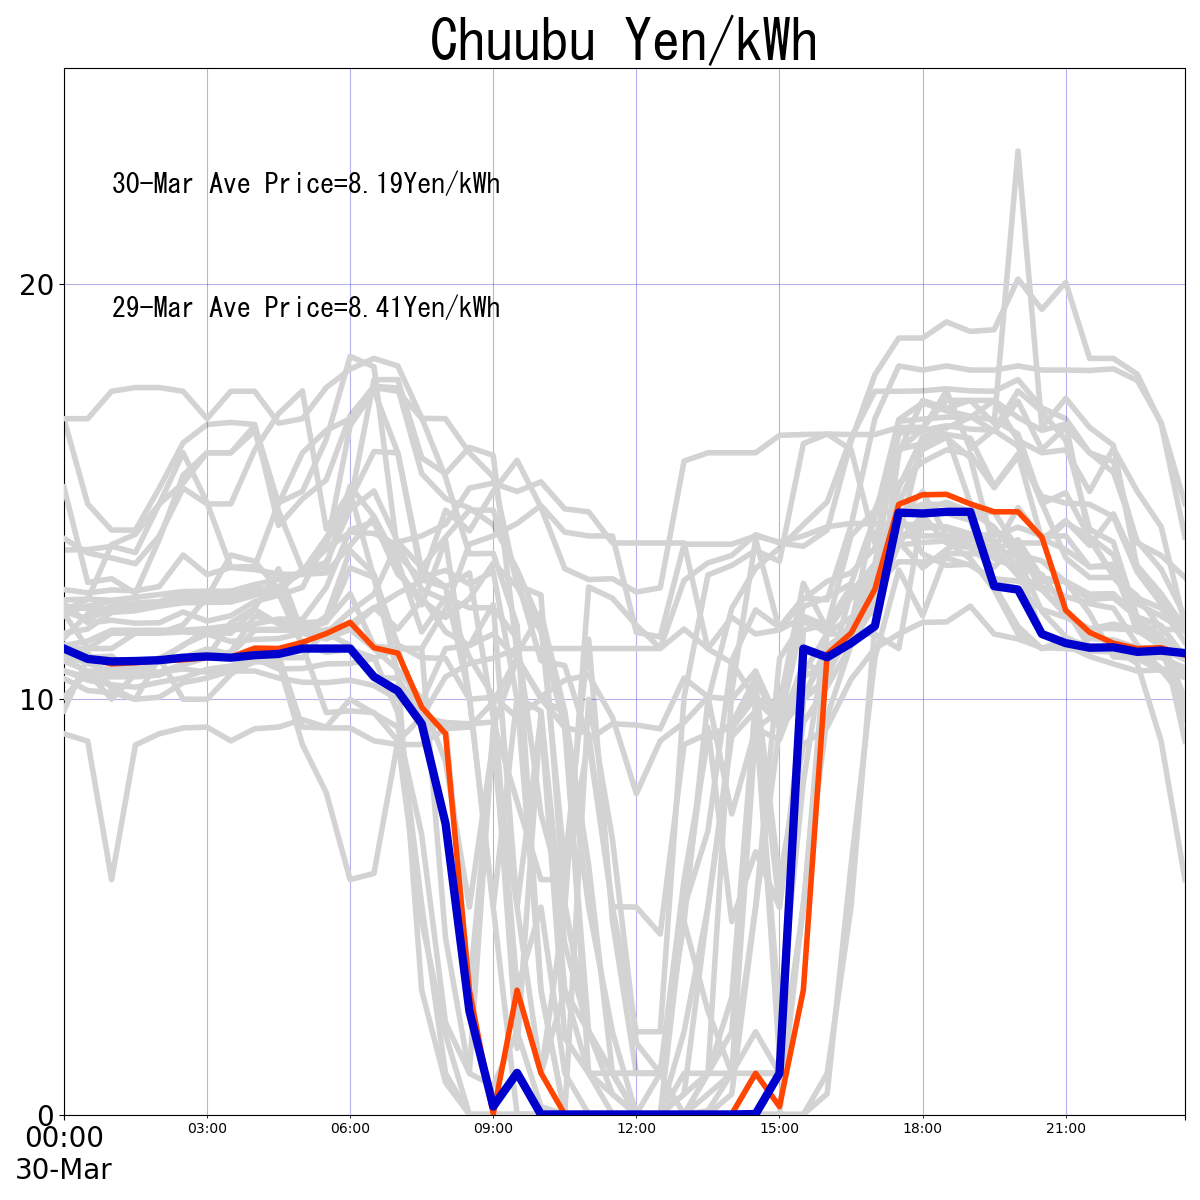 Chuubu Yen/kWh
30-Mar Ave Price=8.19Yen/kWh
29-Mar Ave Price=8.41Yen/kWh
20
10
0
00:00 03:00 06:00 09:00 12:00 15:00 18:00 21:00
30-Mar